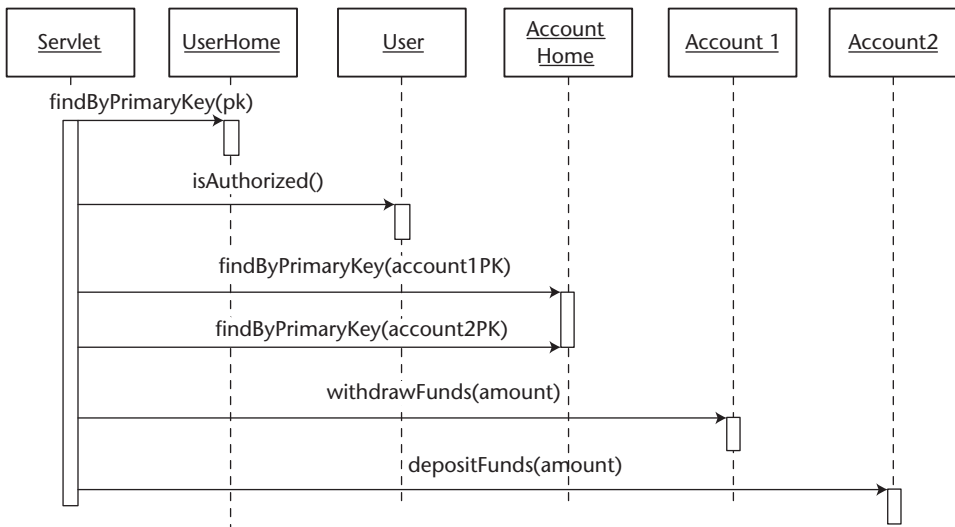 Servlet
UserHome
User
Account
Home
Account 1
Account2
findByPrimaryKey(pk)
isAuthorized()
findByPrimaryKey(account1PK)
findByPrimaryKey(account2PK)
withdrawFunds(amount)
depositFunds(amount)